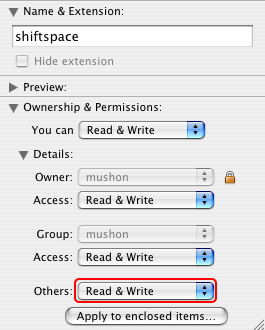 Name & Extension:
shiftspace
Hide extension
Preview:
Ownership & Permissions:
You can Read & Write
Details:
Owner: mushon
Access: Read & Write
Group: mushon
Access: Read & Write
Others: Read & Write
Apply to enclosed items...